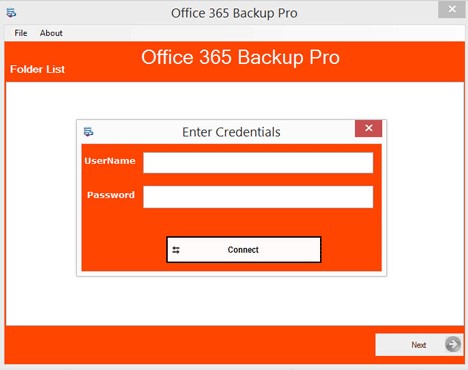 Office 365 Backup Pro
File About
Office 365 Backup Pro
Folder List
Enter Credentials
UserName
Password
Connect
Next